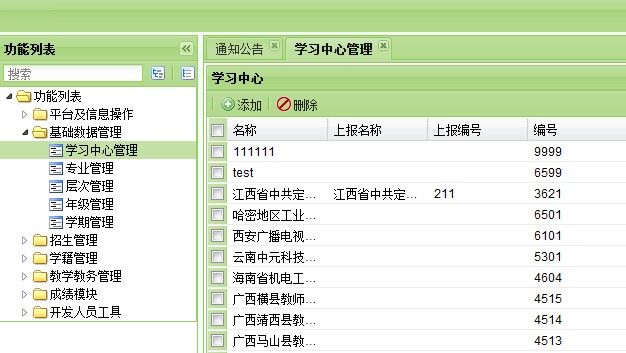 功能列表
搜索
功能列表
平台及信息操作
基础数据管理
学习中心管理
专业管理
层次管理
年级管理
学期管理
招生管理
学籍管理
教学教务管理
成绩模块
开发人员工具
通知公告 学习中心管理
学习中心
添加 删除
名称 上报名称 上报编号 编号
111111 9999
test 6599
江西省中共定... 江西省中共定... 211 3621
哈密地区工业... 6501
西安广播电视... 6101
云南中元科技... 5301
海南省机电工... 4604
广西横县教师... 4515
广西靖西县教... 4514
广西马山县教... 4513